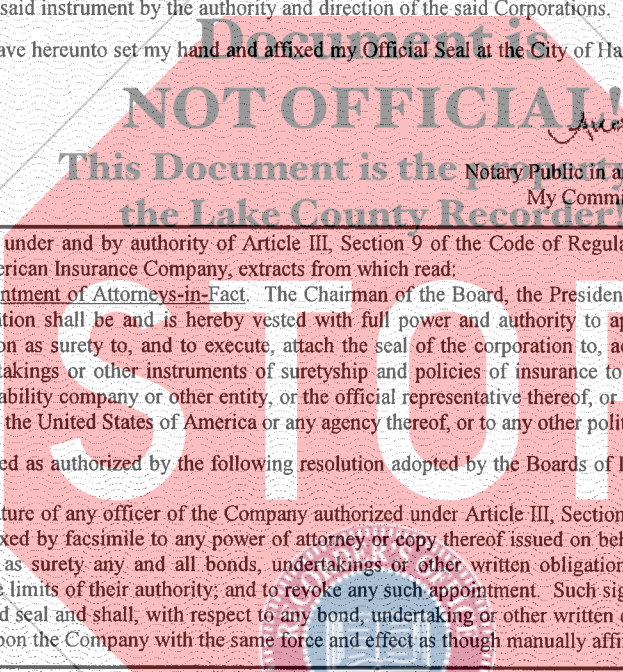 said instrument by the authority and direction of the said Corporations.
Document is
ave hereunto set my hand and affixed my Official Seal at the City of Ha
NOT OFFICIAL!
This Document is the property
Notary Public in a
My Commi
the Lake County Recorder!
under and by authority of Article III, Section 9 of the Code of Regula
erican Insurance Company, extracts from which read:
ntment of Attorneys-in-Fact. The Chairman of the Board, the Presiden
tion shall be and is hereby vested with full power and authority to ap
on as surety to, and to execute, attach the seal of the corporation to, a
takings or other instruments of suretyship and policies of insurance to
ability company or other entity, or the official representative thereof, or
the United States of America or any agency thereof, or to any other polit
STOP
ed as authorized by the following resolution adopted by the Boards of
ture of any officer of the Company authorized under Article III, Section
xed by facsimile to any power of attorney or copy thereof issued on beh
as surety any and all bonds, undertakings or other written obligation
e limits of their authority; and to revoke any such appointment. Such sig
d seal and shall, with respect to any bond, undertaking or other written
pon the Company with the same force and effect as though manually affi
RECORDER'S OFFICE